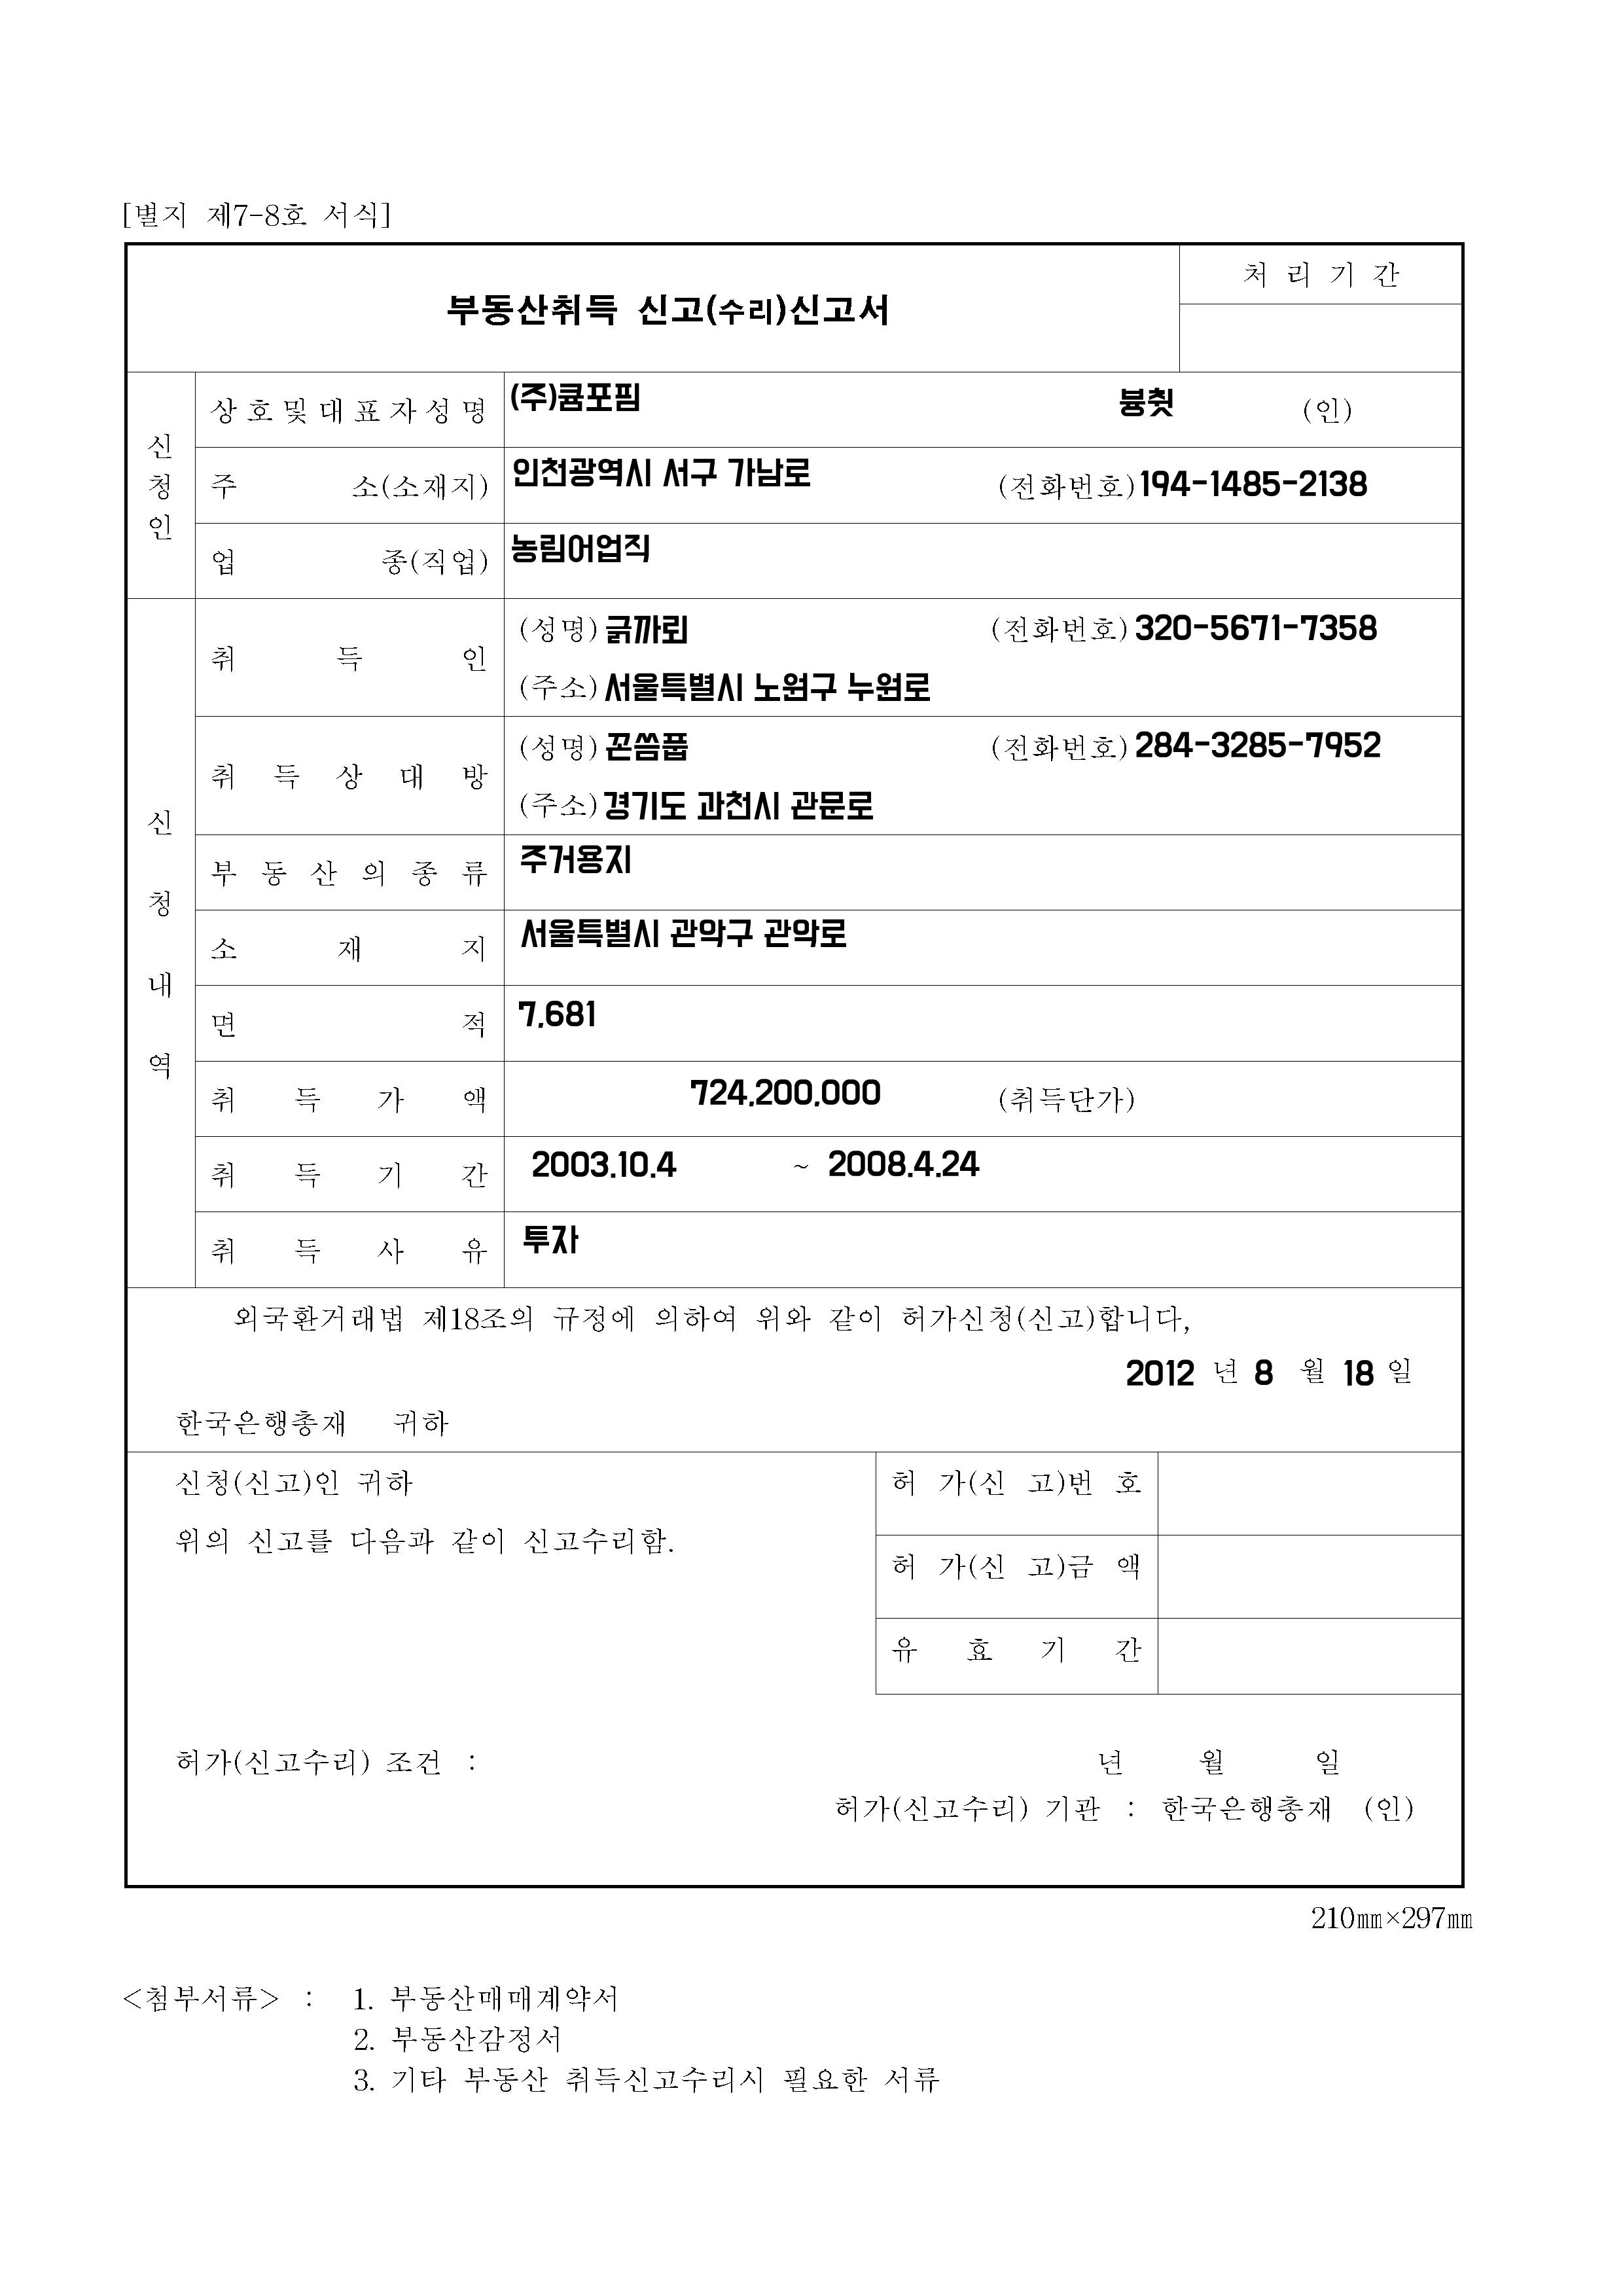 [별지 제7-8호 서식]
부동산취득 신고(수리)신고서
처 리 기 간
신청인
상호및대표자성명 (주)큼포핌 븡칏 (인)
주 소(소재지) 인천광역시 서구 가남로 (전화번호) 194-1485-2138
업 종(직업) 농림어업직
신청내역
취 득 인 (성명) 긁까뢰 (전화번호) 320-5671-7358
(주소) 서울특별시 노원구 누원로
취 득 상 대 방 (성명) 꼰씀품 (전화번호) 284-3285-7952
(주소) 경기도 과천시 관문로
부 동 산 의 종 류 주거용지
소 재 지 서울특별시 관악구 관악로
면 적 7,681
취 득 가 액 724,200,000 (취득단가)
취 득 기 간 2003.10.4 ~ 2008.4.24
취 득 사 유 투자
외국환거래법 제18조의 규정에 의하여 위와 같이 허가신청(신고)합니다,
2012 년 8 월 18 일
한국은행총재 귀하
신청(신고)인 귀하
위의 신고를 다음과 같이 신고수리함.
허 가(신 고)번 호
허 가(신 고)금 액
유 효 기 간
허가(신고수리) 조건 : 년 월 일
허가(신고수리) 기관 : 한국은행총재 (인)
210㎜×297㎜
<첨부서류> : 1. 부동산매매계약서
2. 부동산감정서
3. 기타 부동산 취득신고수리시 필요한 서류